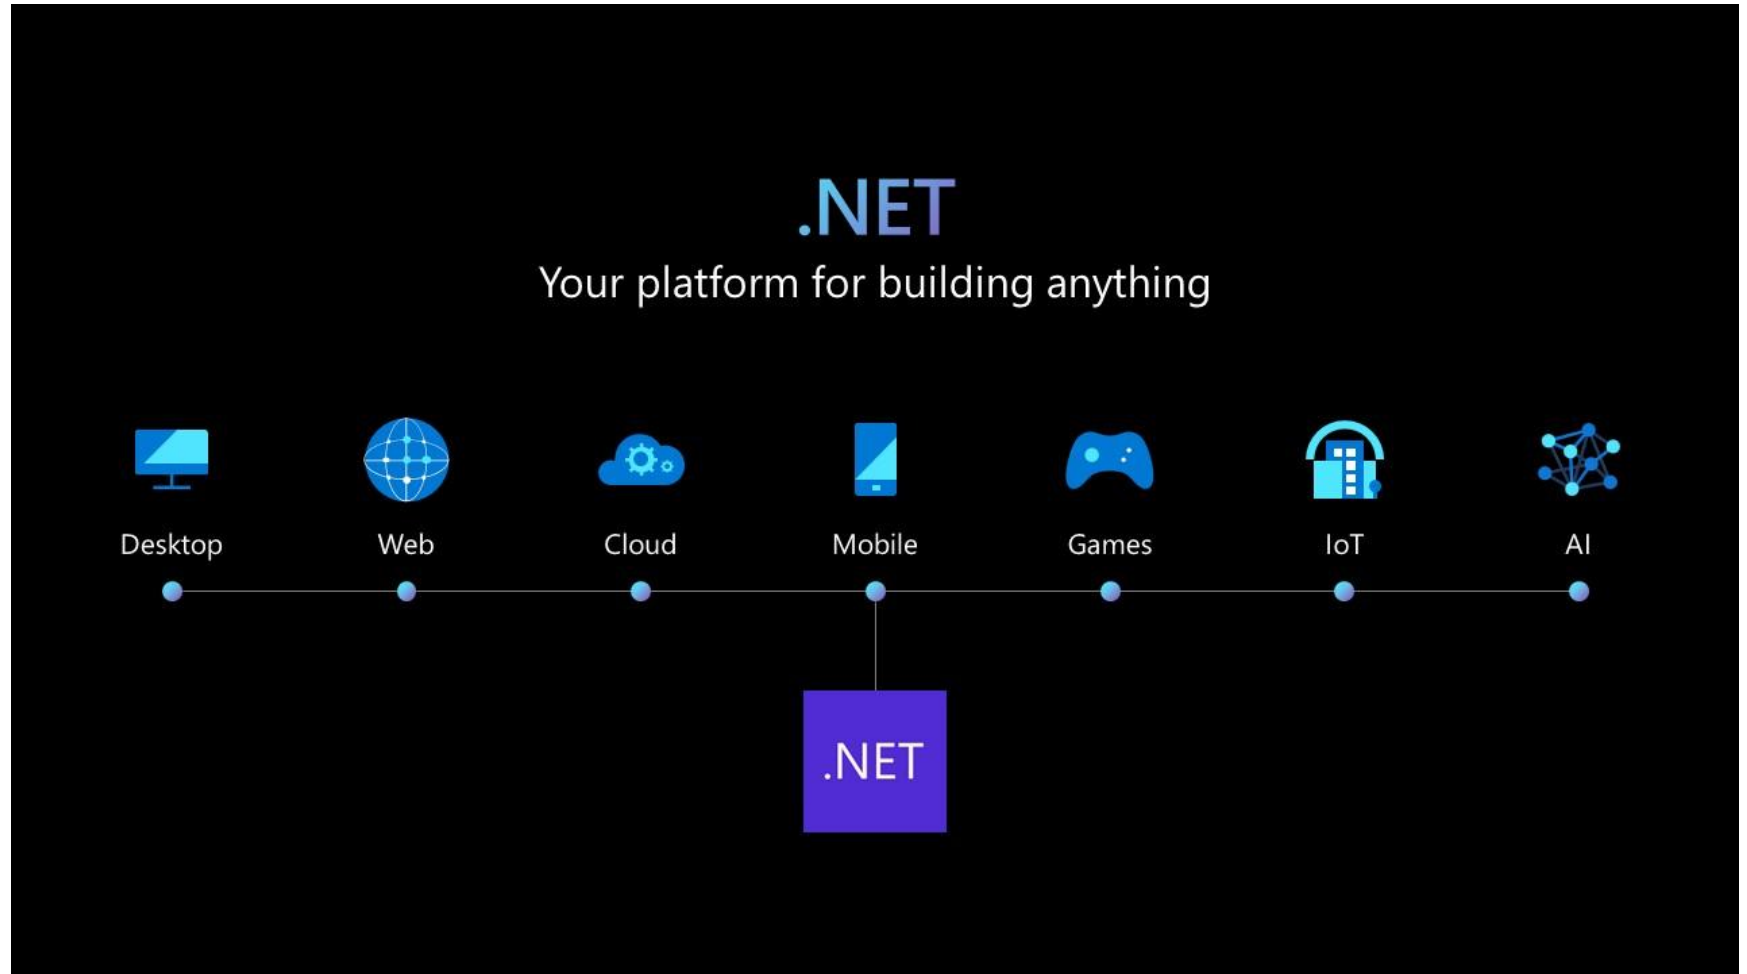 .NET
Your platform for building anything
Desktop Web Cloud Mobile Games IoT AI
.NET